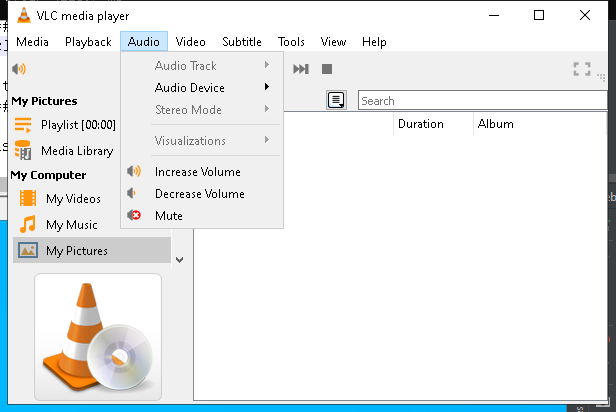 VLC media player
Media Playback Audio Video Subtitle Tools View Help
Audio Track
Audio Device
Stereo Mode
Visualizations
Increase Volume
Decrease Volume
Mute
Search
Duration Album
My Pictures
Playlist [00:00]
Media Library
My Computer
My Videos
My Music
My Pictures